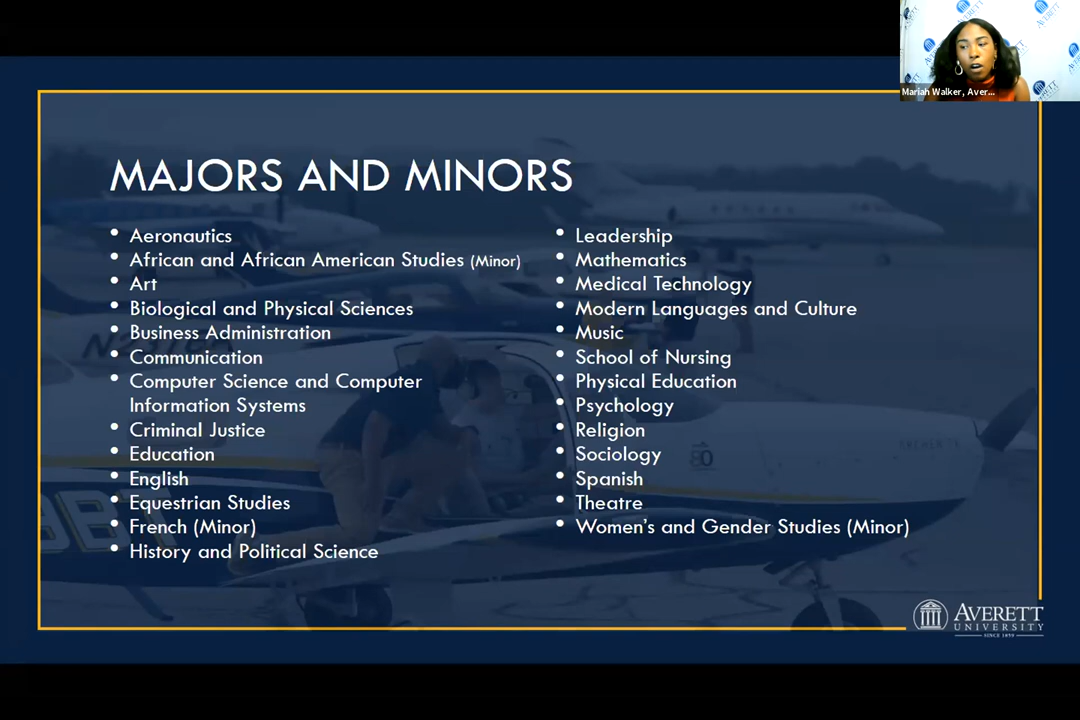 AVERETT
Mariah Walker, Aver...
MAJORS AND MINORS
• Aeronautics
• African and African American Studies (Minor)
• Art
• Biological and Physical Sciences
• Business Administration
• Communication
• Computer Science and Computer
Information Systems
• Criminal Justice
• Education
• English
• Equestrian Studies
• French (Minor)
• History and Political Science
• Leadership
• Mathematics
• Medical Technology
• Modern Languages and Culture
• Music
• School of Nursing
• Physical Education
• Psychology
• Religion
• Sociology
• Spanish
• Theatre
• Women's and Gender Studies (Minor)
AVERETT
UNIVERSITY
SINCE 1859